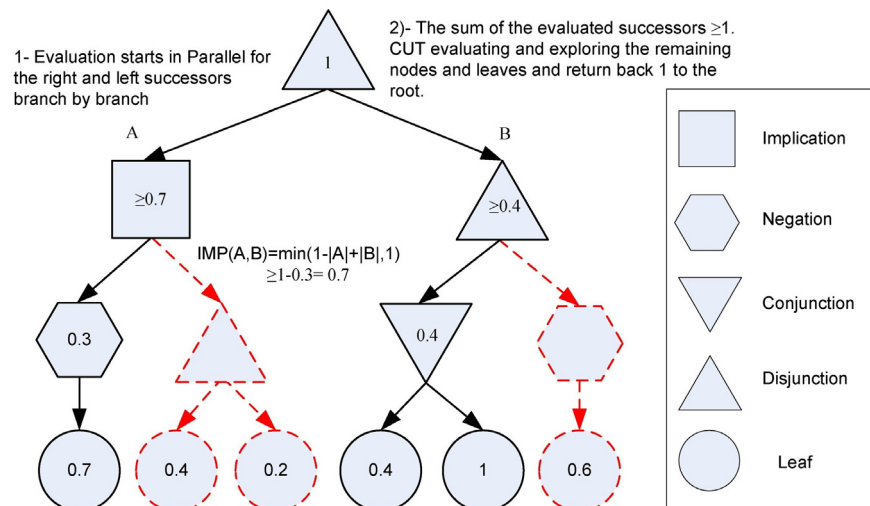 1- Evaluation starts in Parallel for
the right and left successors
branch by branch
2)- The sum of the evaluated successors ≥1.
CUT evaluating and exploring the remaining
nodes and leaves and return back 1 to the
root.
1
A
B
≥0.7
≥0.4
IMP(A,B)=min(1-|A|+|B|,1)
≥1-0.3= 0.7
0.3
0.4
0.7
0.4
0.2
0.4
1
0.6
Implication
Negation
Conjunction
Disjunction
Leaf